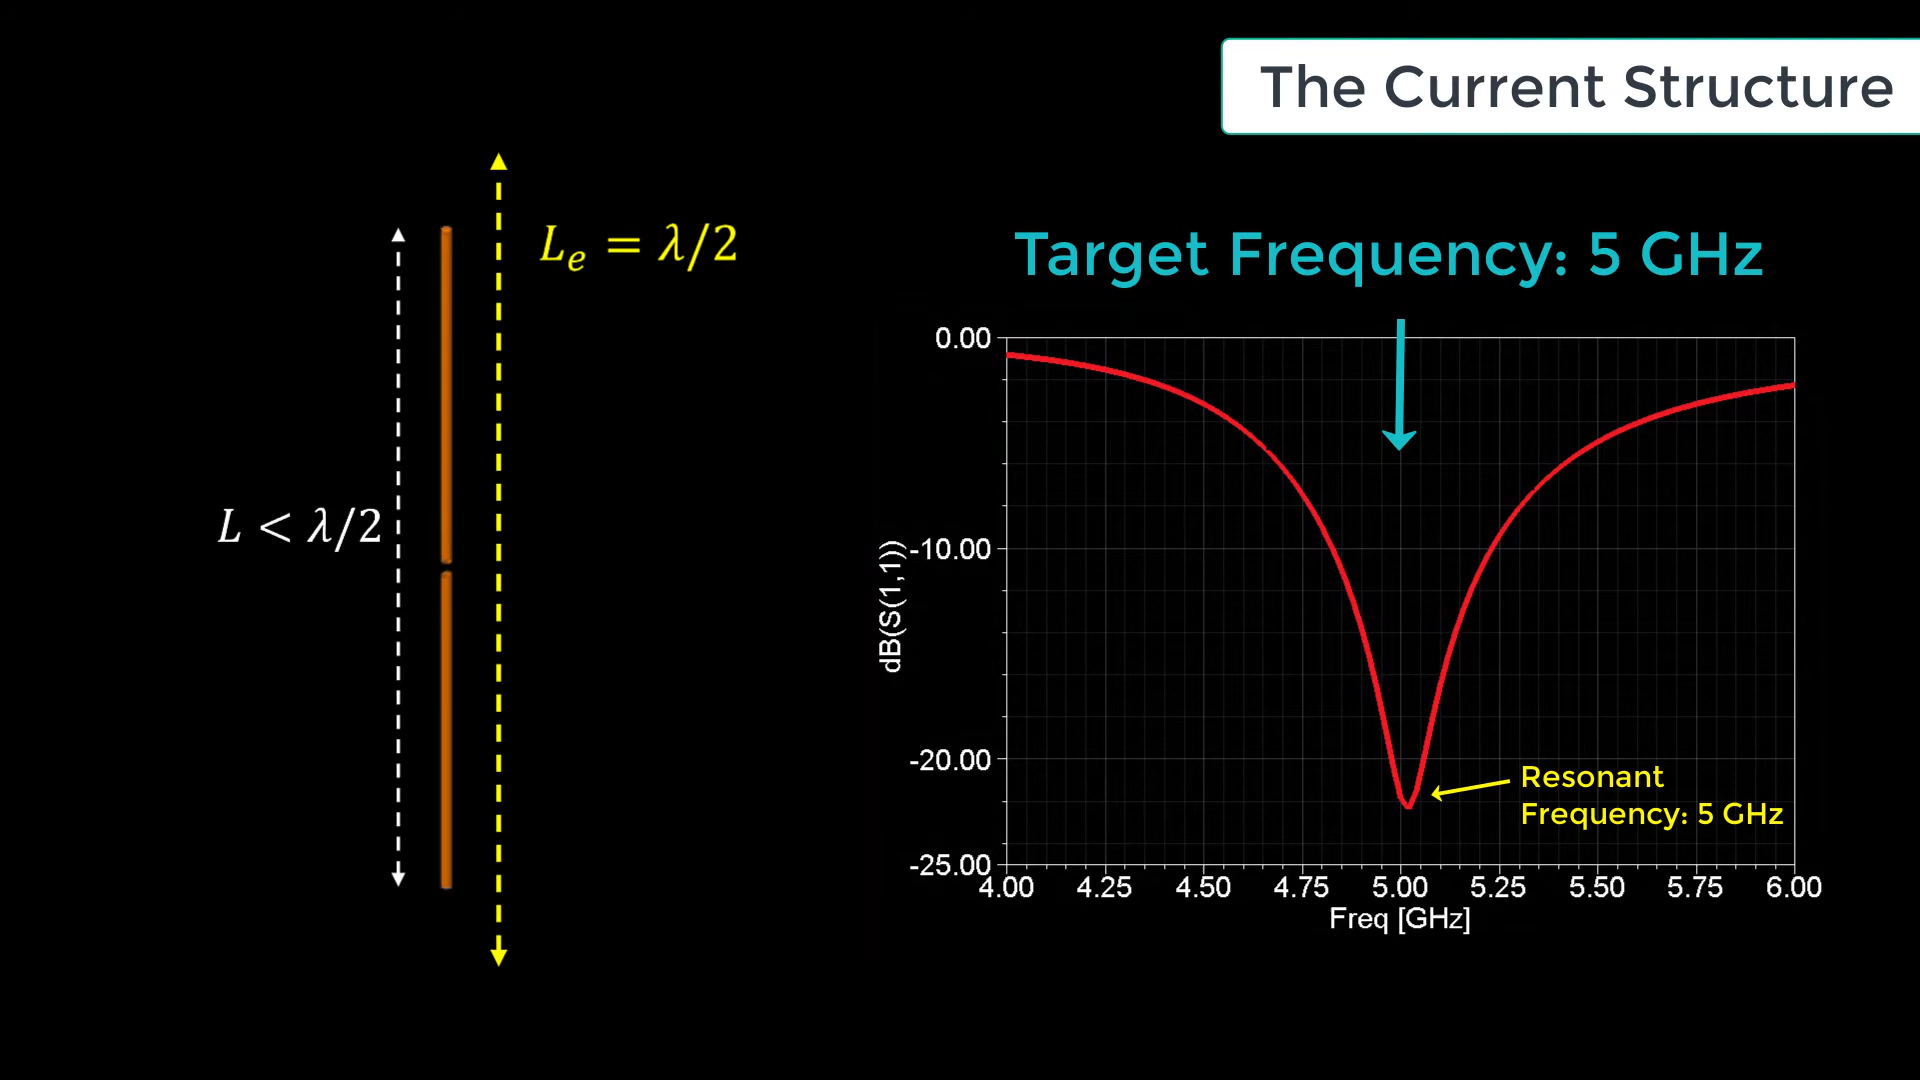 The Current Structure
L_e = λ/2
L < λ/2
Target Frequency: 5 GHz
0.00
-10.00
-20.00
-25.00
dB(S(1,1))
Resonant
Frequency: 5 GHz
4.00 4.25 4.50 4.75 5.00 5.25 5.50 5.75 6.00
Freq [GHz]